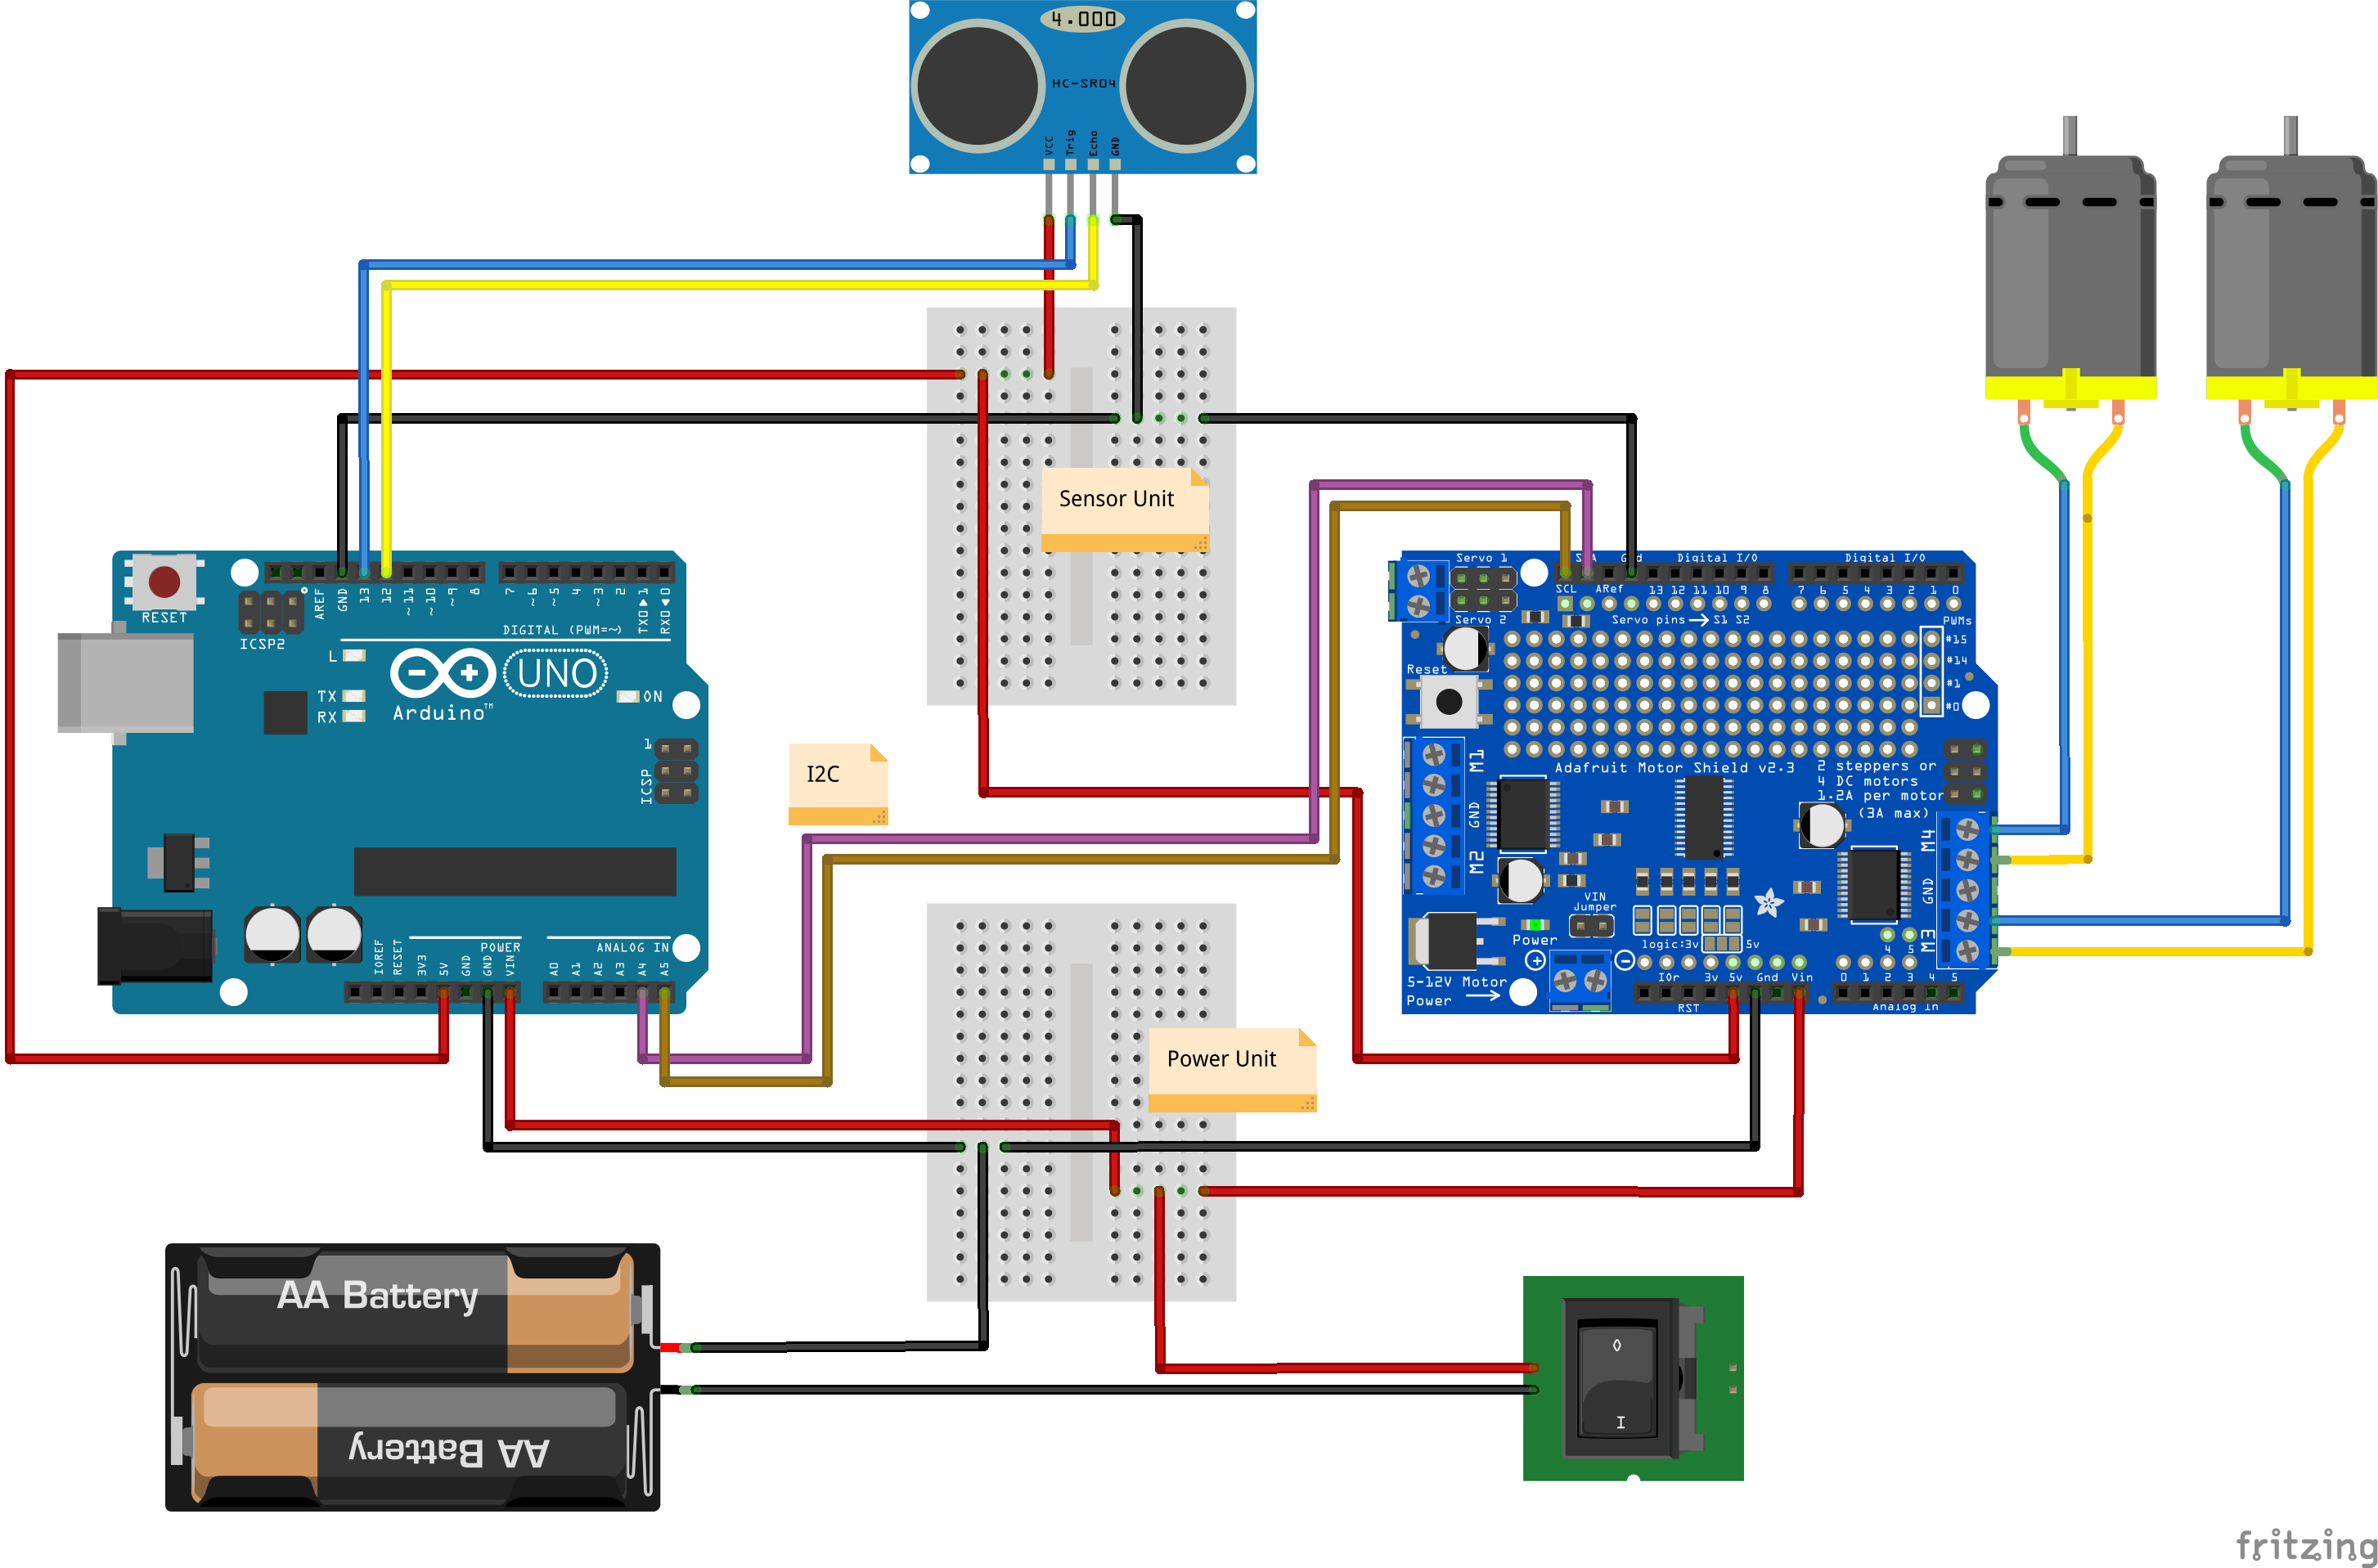 4.000
HC-SR04
VCC
Trig
Echo
GND
Sensor Unit
RESET
ICSP2
AREF
GND
13
12
~11
~10
~9
8
7
~6
~5
4
~3
2
TX0▶1
RX0◀0
DIGITAL (PWM=~)
L
TX
RX
UNO
Arduino™
ON
1
ICSP
IOREF
RESET
3V3
5V
GND
GND
VIN
POWER
ANALOG IN
A0
A1
A2
A3
A4
A5
I2C
Power Unit
Servo 1
Servo 2
Digital I/O
Digital I/O
SCL
ARef
13 12 11 10 9 8
7 6 5 4 3 2 1 0
Servo pins → S1 S2
PWMs
#15
#14
#1
#0
Reset
M1
GND
M2
Adafruit Motor Shield v2.3
2 steppers or
4 DC motors
1.2A per motor
(3A max)
M4
GND
M3
VIN
Jumper
Power
+
-
5-12V Motor
Power →
logic:3v
5v
4 5
IOr
3v
5v
Gnd
Vin
0 1 2 3 4 5
RST
Analog In
AA Battery
AA Battery
O
I
fritzing